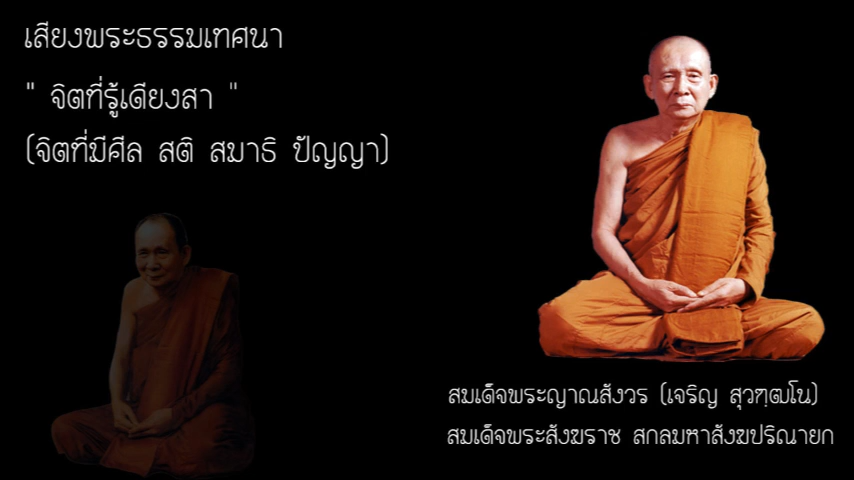 เสียงพระธรรมเทศนา
" จิตที่รู้เดียงสา "
(จิตที่มีศีล สติ สมาธิ ปัญญา)
สมเด็จพระญาณสังวร (เจริญ สุวฑฺฒโน)
สมเด็จพระสังฆราช สกลมหาสังฆปริณายก